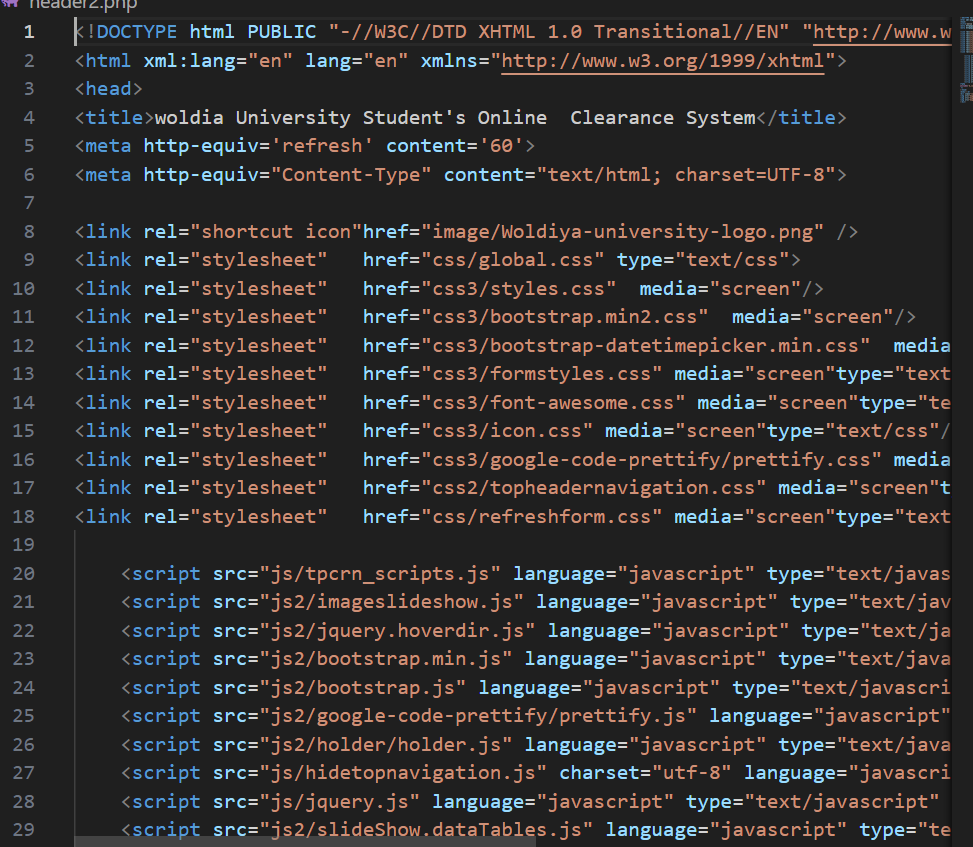 header2.php
1 <!DOCTYPE html PUBLIC "-//W3C//DTD XHTML 1.0 Transitional//EN" "http://www.w
2 <html xml:lang="en" lang="en" xmlns="http://www.w3.org/1999/xhtml">
3 <head>
4 <title>woldia University Student's Online  Clearance System</title>
5 <meta http-equiv='refresh' content='60'>
6 <meta http-equiv="Content-Type" content="text/html; charset=UTF-8">
7
8 <link rel="shortcut icon"href="image/Woldiya-university-logo.png" />
9 <link rel="stylesheet"   href="css/global.css" type="text/css">
10 <link rel="stylesheet"   href="css3/styles.css"  media="screen"/>
11 <link rel="stylesheet"   href="css3/bootstrap.min2.css"  media="screen"/>
12 <link rel="stylesheet"   href="css3/bootstrap-datetimepicker.min.css"  media
13 <link rel="stylesheet"   href="css3/formstyles.css" media="screen"type="text
14 <link rel="stylesheet"   href="css3/font-awesome.css" media="screen"type="te
15 <link rel="stylesheet"   href="css3/icon.css" media="screen"type="text/css"/
16 <link rel="stylesheet"   href="css3/google-code-prettify/prettify.css" media
17 <link rel="stylesheet"   href="css2/topheadernavigation.css" media="screen"t
18 <link rel="stylesheet"   href="css/refreshform.css" media="screen"type="text
19
20     <script src="js/tpcrn_scripts.js" language="javascript" type="text/javas
21     <script src="js2/imageslideshow.js" language="javascript" type="text/jav
22     <script src="js2/jquery.hoverdir.js" language="javascript" type="text/ja
23     <script src="js2/bootstrap.min.js" language="javascript" type="text/java
24     <script src="js2/bootstrap.js" language="javascript" type="text/javascri
25     <script src="js2/google-code-prettify/prettify.js" language="javascript"
26     <script src="js2/holder/holder.js" language="javascript" type="text/java
27     <script src="js/hidetopnavigation.js" charset="utf-8" language="javascri
28     <script src="js/jquery.js" language="javascript" type="text/javascript"
29     <script src="js2/slideShow.dataTables.js" language="javascript" type="te